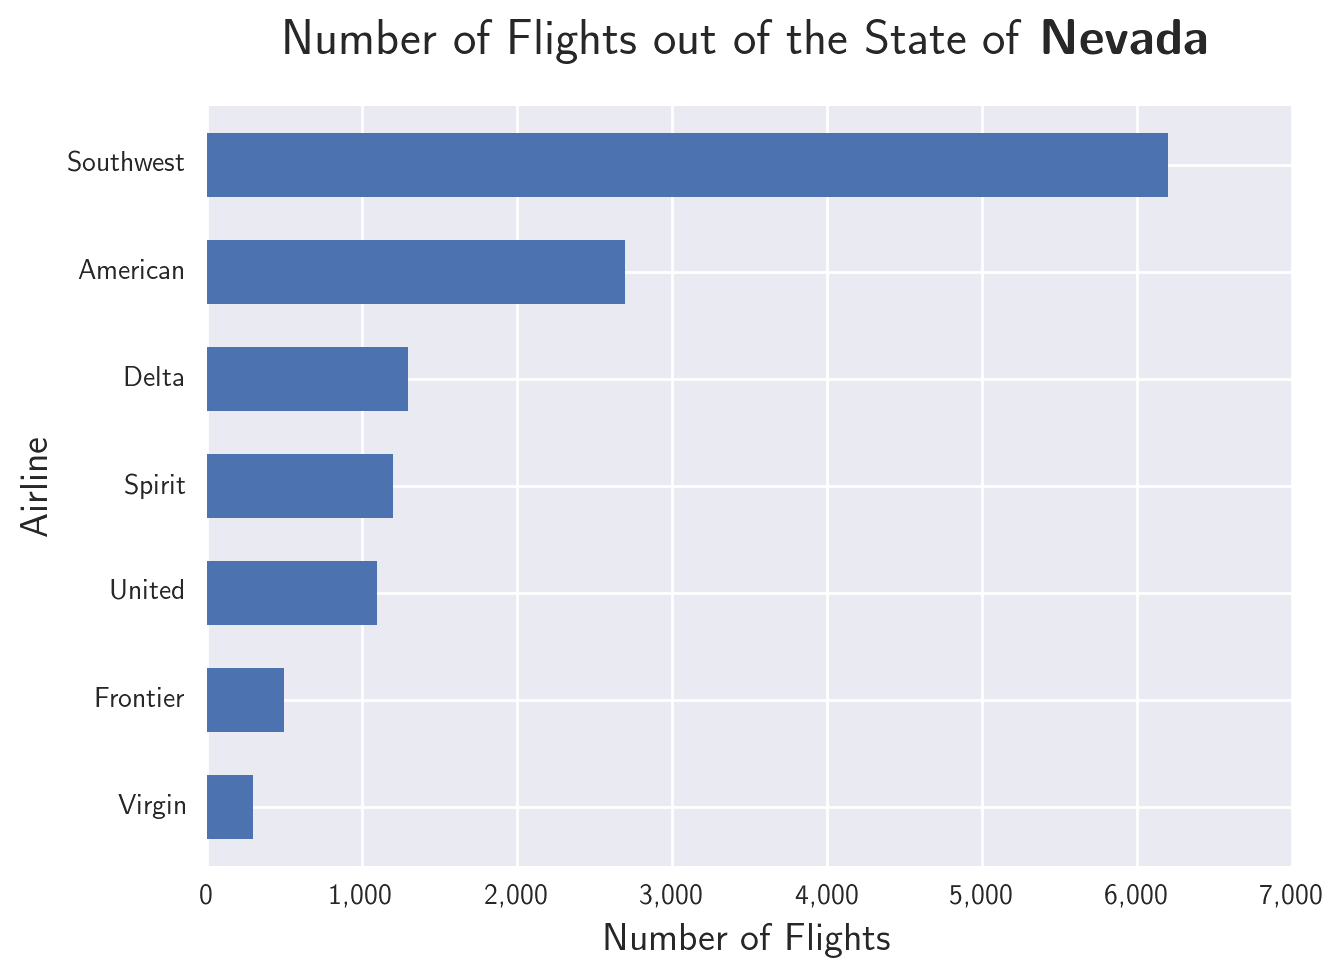 Number of Flights out of the State of Nevada
Southwest
American
Delta
Spirit
United
Frontier
Virgin
Airline
0 1,000 2,000 3,000 4,000 5,000 6,000 7,000
Number of Flights